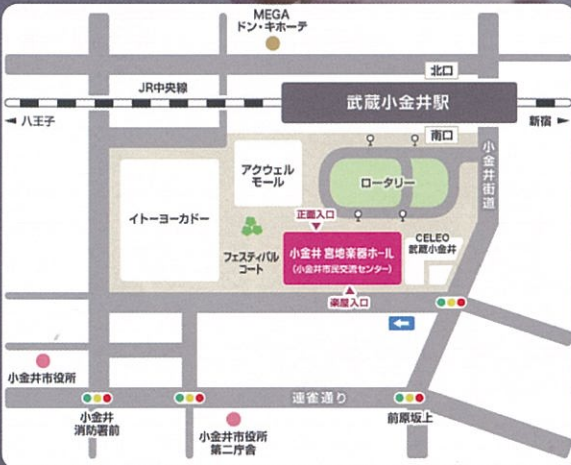 MEGA
ドン・キホーテ
北口
JR中央線
武蔵小金井駅
八王子
新宿
南口
小金井街道
アクウェル
モール
ロータリー
イトーヨーカドー
正面入口
フェスティバル
コート
小金井 宮地楽器ホール
(小金井市民交流センター)
CELEO
武蔵小金井
楽屋入口
小金井市役所
連雀通り
小金井
消防署前
小金井市役所
第二庁舎
前原坂上